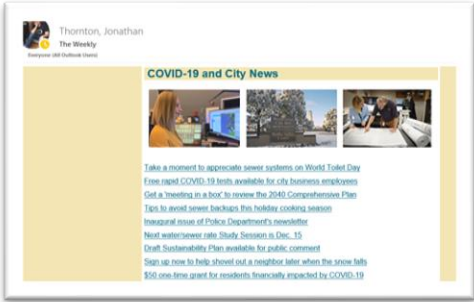 Thornton, Jonathan
The Weekly
Everyone (All Outlook Users)
COVID-19 and City News
Take a moment to appreciate sewer systems on World Toilet Day
Free rapid COVID-19 tests available for city business employees
Get a 'meeting in a box' to review the 2040 Comprehensive Plan
Tips to avoid sewer backups this holiday cooking season
Inaugural issue of Police Department's newsletter
Next water/sewer rate Study Session is Dec. 15
Draft Sustainability Plan available for public comment
Sign up now to help shovel out a neighbor later when the snow falls
$50 one-time grant for residents financially impacted by COVID-19